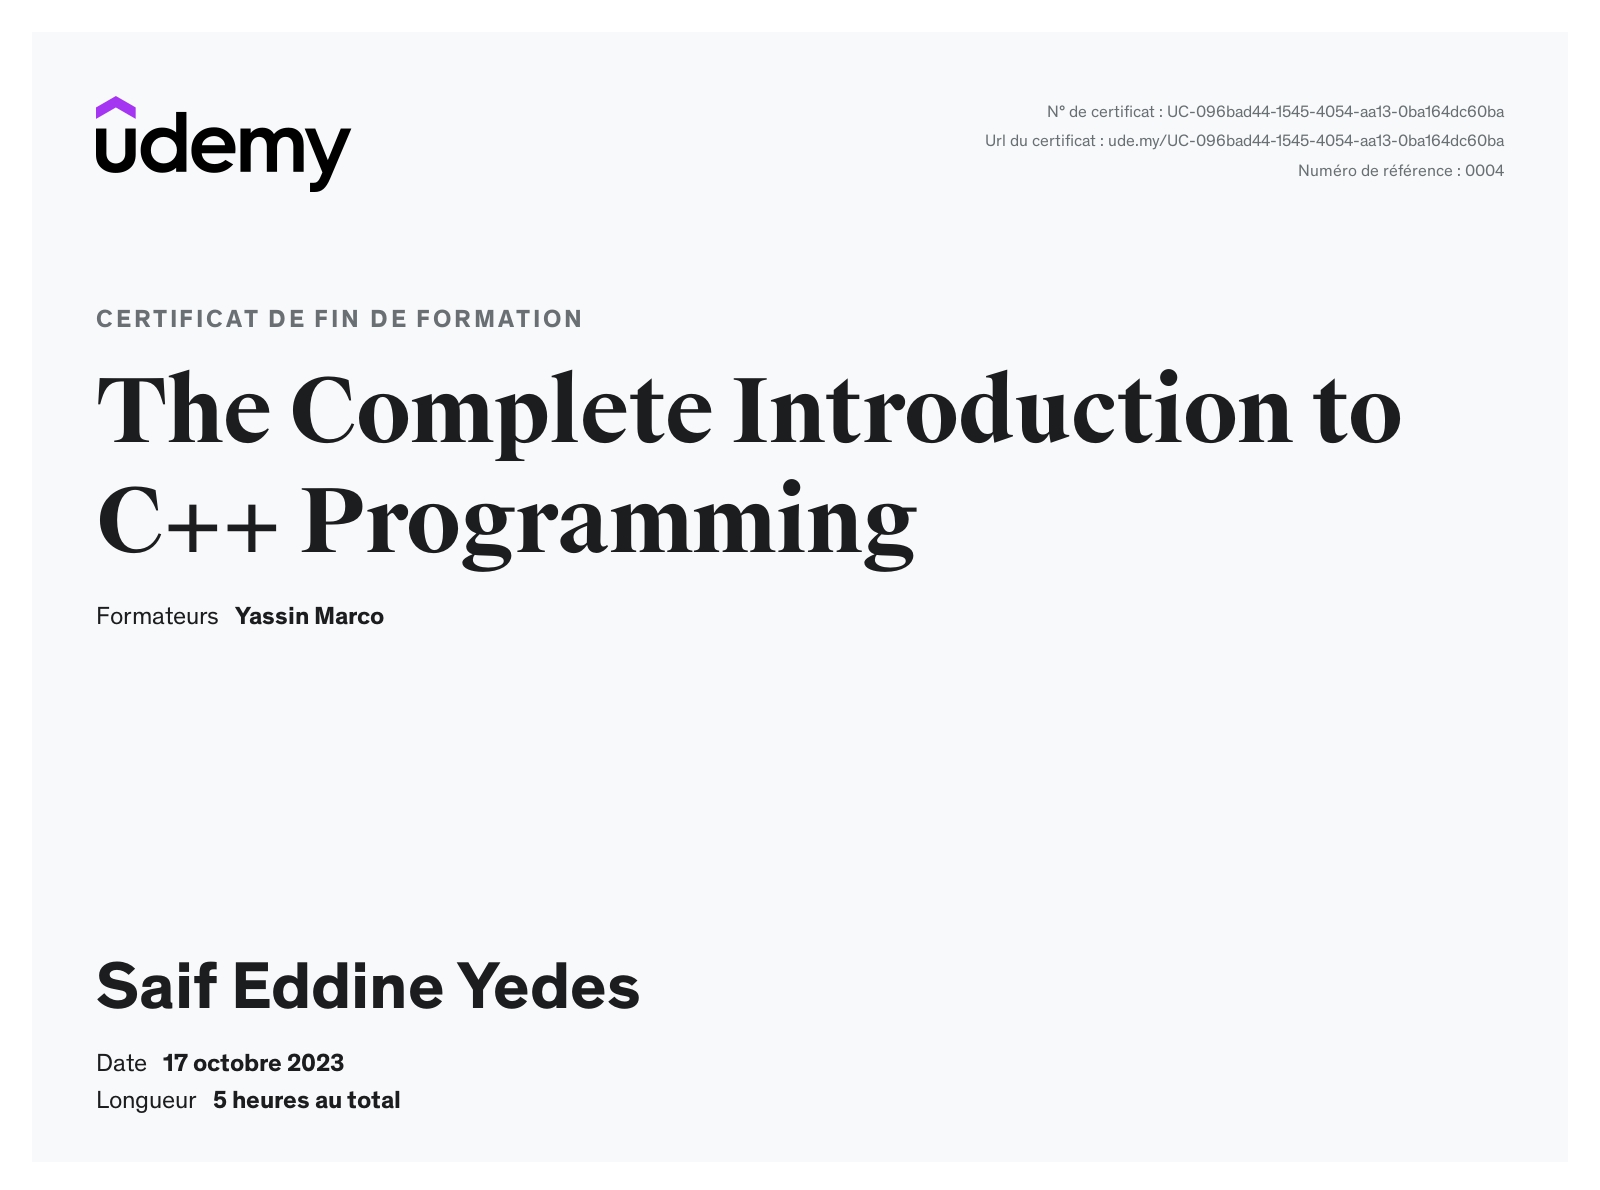 udemy
N° de certificat : UC-096bad44-1545-4054-aa13-0ba164dc60ba
Url du certificat : ude.my/UC-096bad44-1545-4054-aa13-0ba164dc60ba
Numéro de référence : 0004
CERTIFICAT DE FIN DE FORMATION
The Complete Introduction to
C++ Programming
Formateurs Yassin Marco
Saif Eddine Yedes
Date 17 octobre 2023
Longueur 5 heures au total